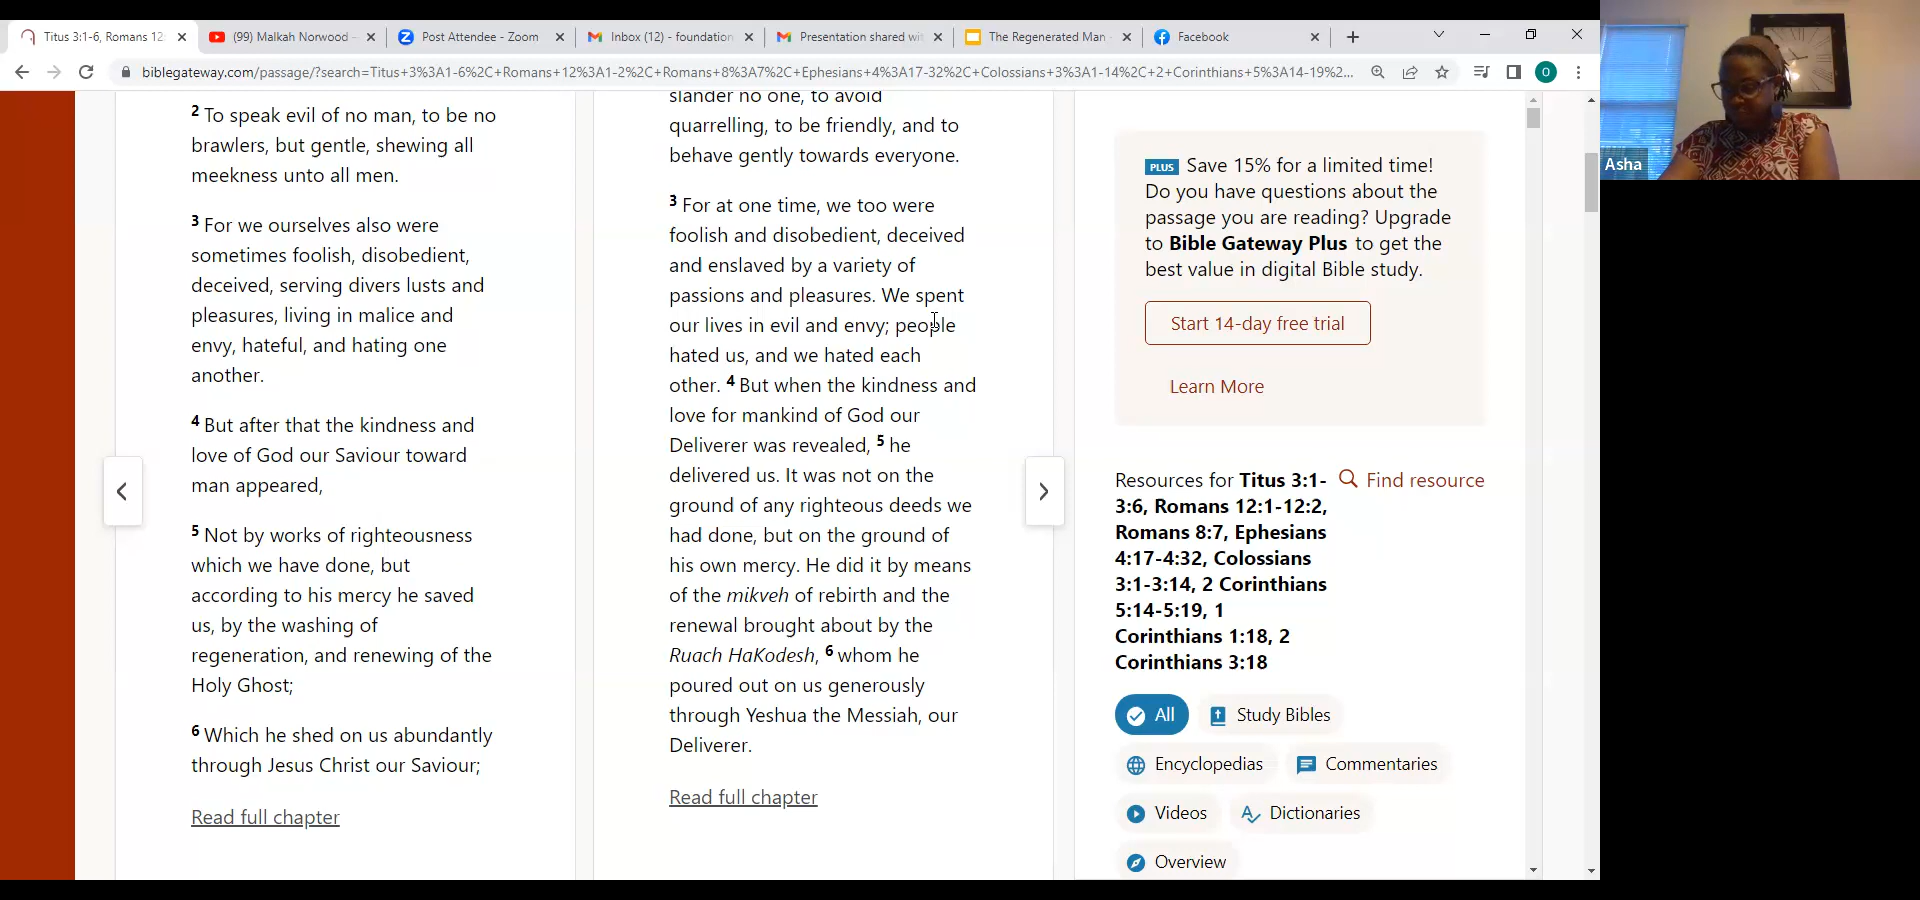 Titus 3:1-6, Romans 12:
(99) Malkah Norwood -
Post Attendee - Zoom
Inbox (12) - foundation
Presentation shared wi
The Regenerated Man -
Facebook
biblegateway.com/passage/?search=Titus+3%3A1-6%2C+Romans+12%3A1-2%2C+Romans+8%3A7%2C+Ephesians+4%3A17-32%2C+Colossians+3%3A1-14%2C+2+Corinthians+5%3A14-19%2...
O
2 To speak evil of no man, to be no
brawlers, but gentle, shewing all
meekness unto all men.
3 For we ourselves also were
sometimes foolish, disobedient,
deceived, serving divers lusts and
pleasures, living in malice and
envy, hateful, and hating one
another.
4 But after that the kindness and
love of God our Saviour toward
man appeared,
5 Not by works of righteousness
which we have done, but
according to his mercy he saved
us, by the washing of
regeneration, and renewing of the
Holy Ghost;
6 Which he shed on us abundantly
through Jesus Christ our Saviour;
Read full chapter
slander no one, to avoid
quarrelling, to be friendly, and to
behave gently towards everyone.
3 For at one time, we too were
foolish and disobedient, deceived
and enslaved by a variety of
passions and pleasures. We spent
our lives in evil and envy; people
hated us, and we hated each
other. 4 But when the kindness and
love for mankind of God our
Deliverer was revealed, 5 he
delivered us. It was not on the
ground of any righteous deeds we
had done, but on the ground of
his own mercy. He did it by means
of the mikveh of rebirth and the
renewal brought about by the
Ruach HaKodesh, 6 whom he
poured out on us generously
through Yeshua the Messiah, our
Deliverer.
Read full chapter
PLUS Save 15% for a limited time!
Do you have questions about the
passage you are reading? Upgrade
to Bible Gateway Plus to get the
best value in digital Bible study.
Start 14-day free trial
Learn More
Resources for Titus 3:1-
3:6, Romans 12:1-12:2,
Romans 8:7, Ephesians
4:17-4:32, Colossians
3:1-3:14, 2 Corinthians
5:14-5:19, 1
Corinthians 1:18, 2
Corinthians 3:18
Find resource
All
Study Bibles
Encyclopedias
Commentaries
Videos
Dictionaries
Overview
Asha